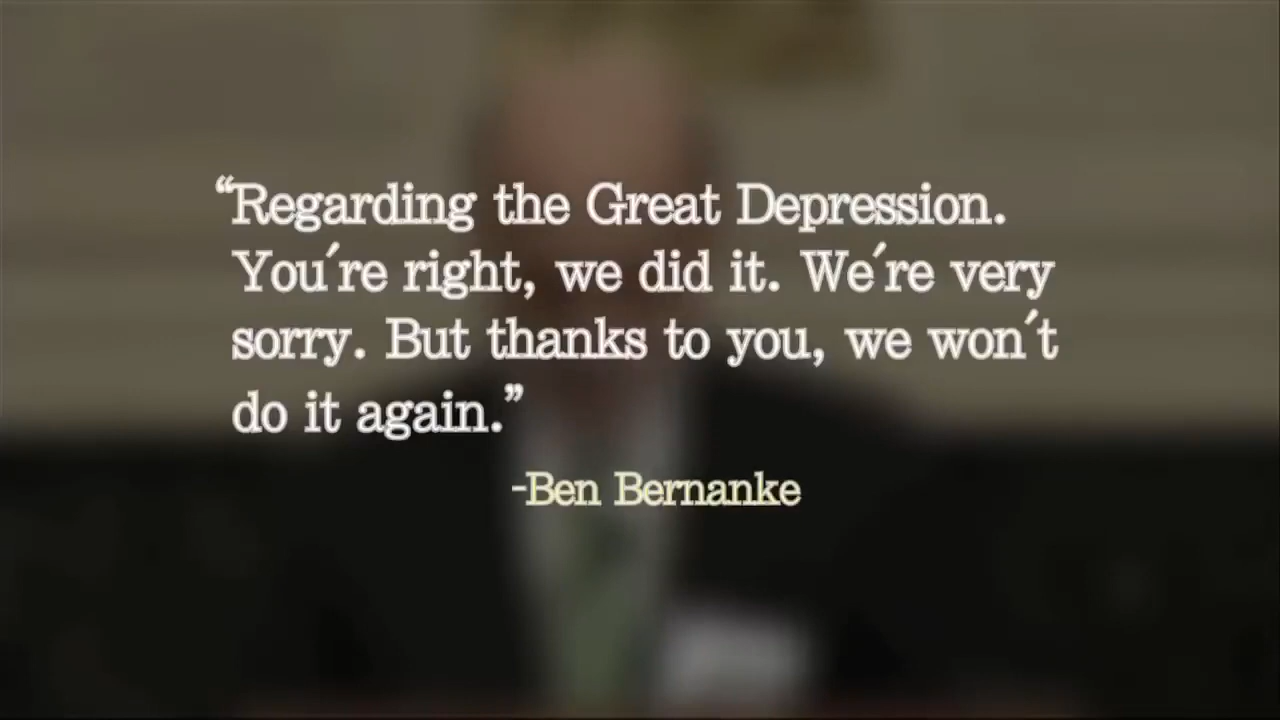 “Regarding the Great Depression.
You´re right, we did it. We´re very
sorry. But thanks to you, we won´t
do it again.”
-Ben Bernanke